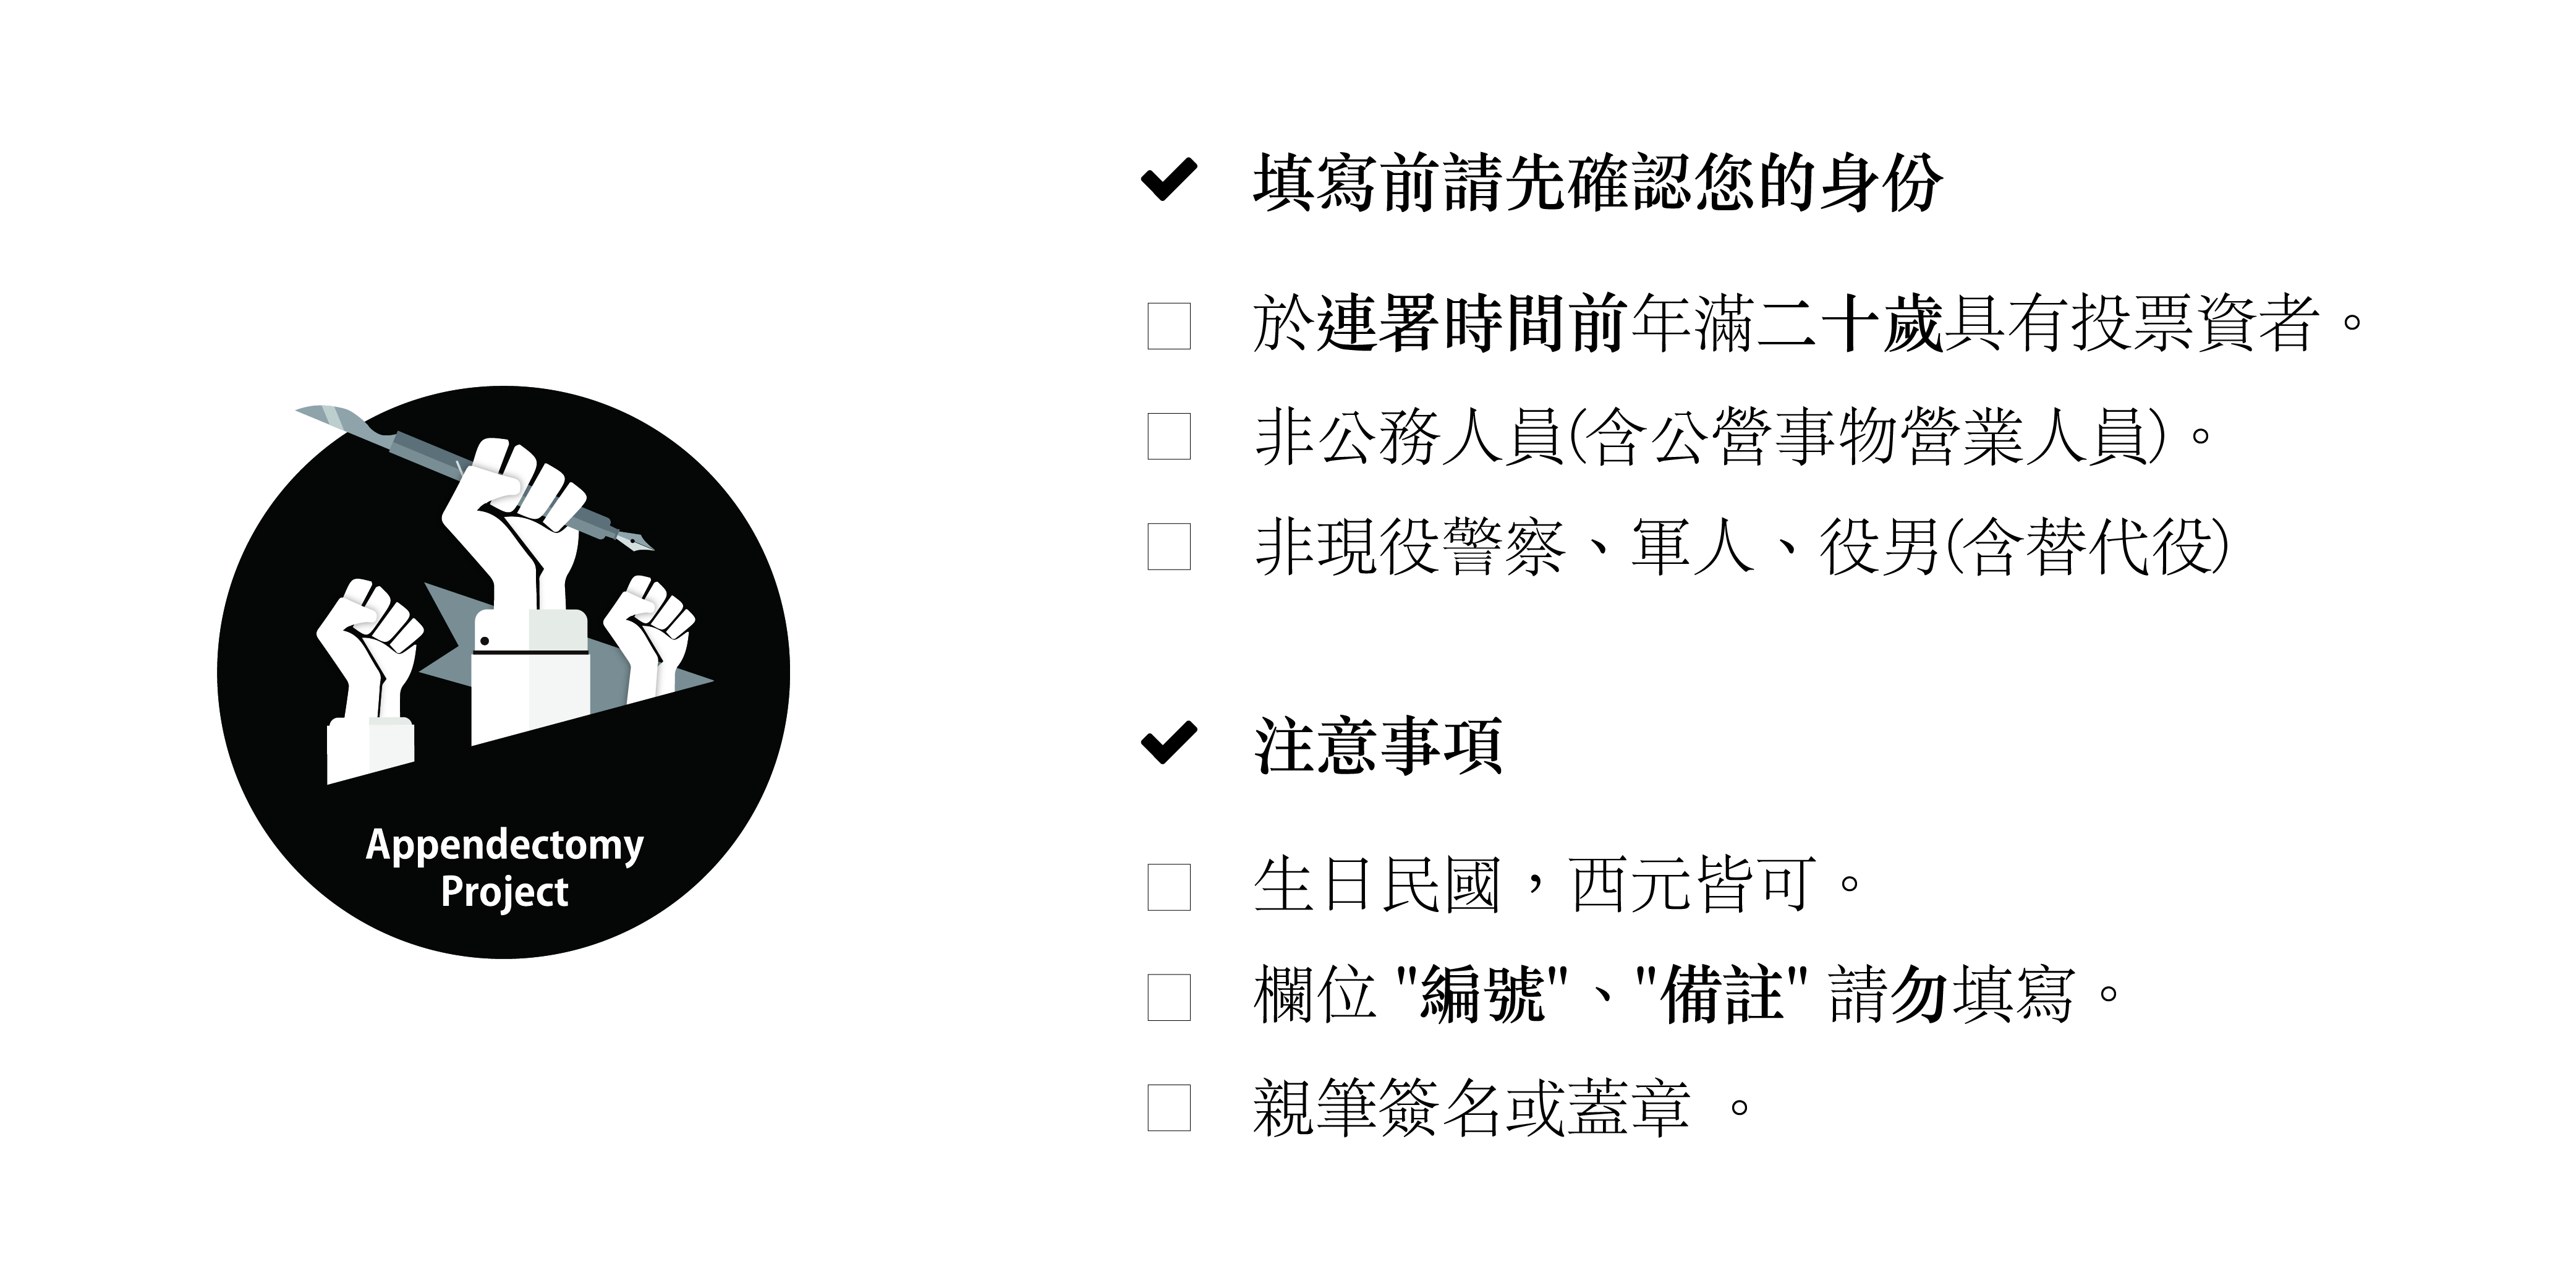 Appendectomy
Project
填寫前請先確認您的身份
於連署時間前年滿二十歲具有投票資者。
非公務人員(含公營事物營業人員)。
非現役警察、軍人、役男(含替代役)
注意事項
生日民國，西元皆可。
欄位 "編號"、"備註" 請勿填寫。
親筆簽名或蓋章 。